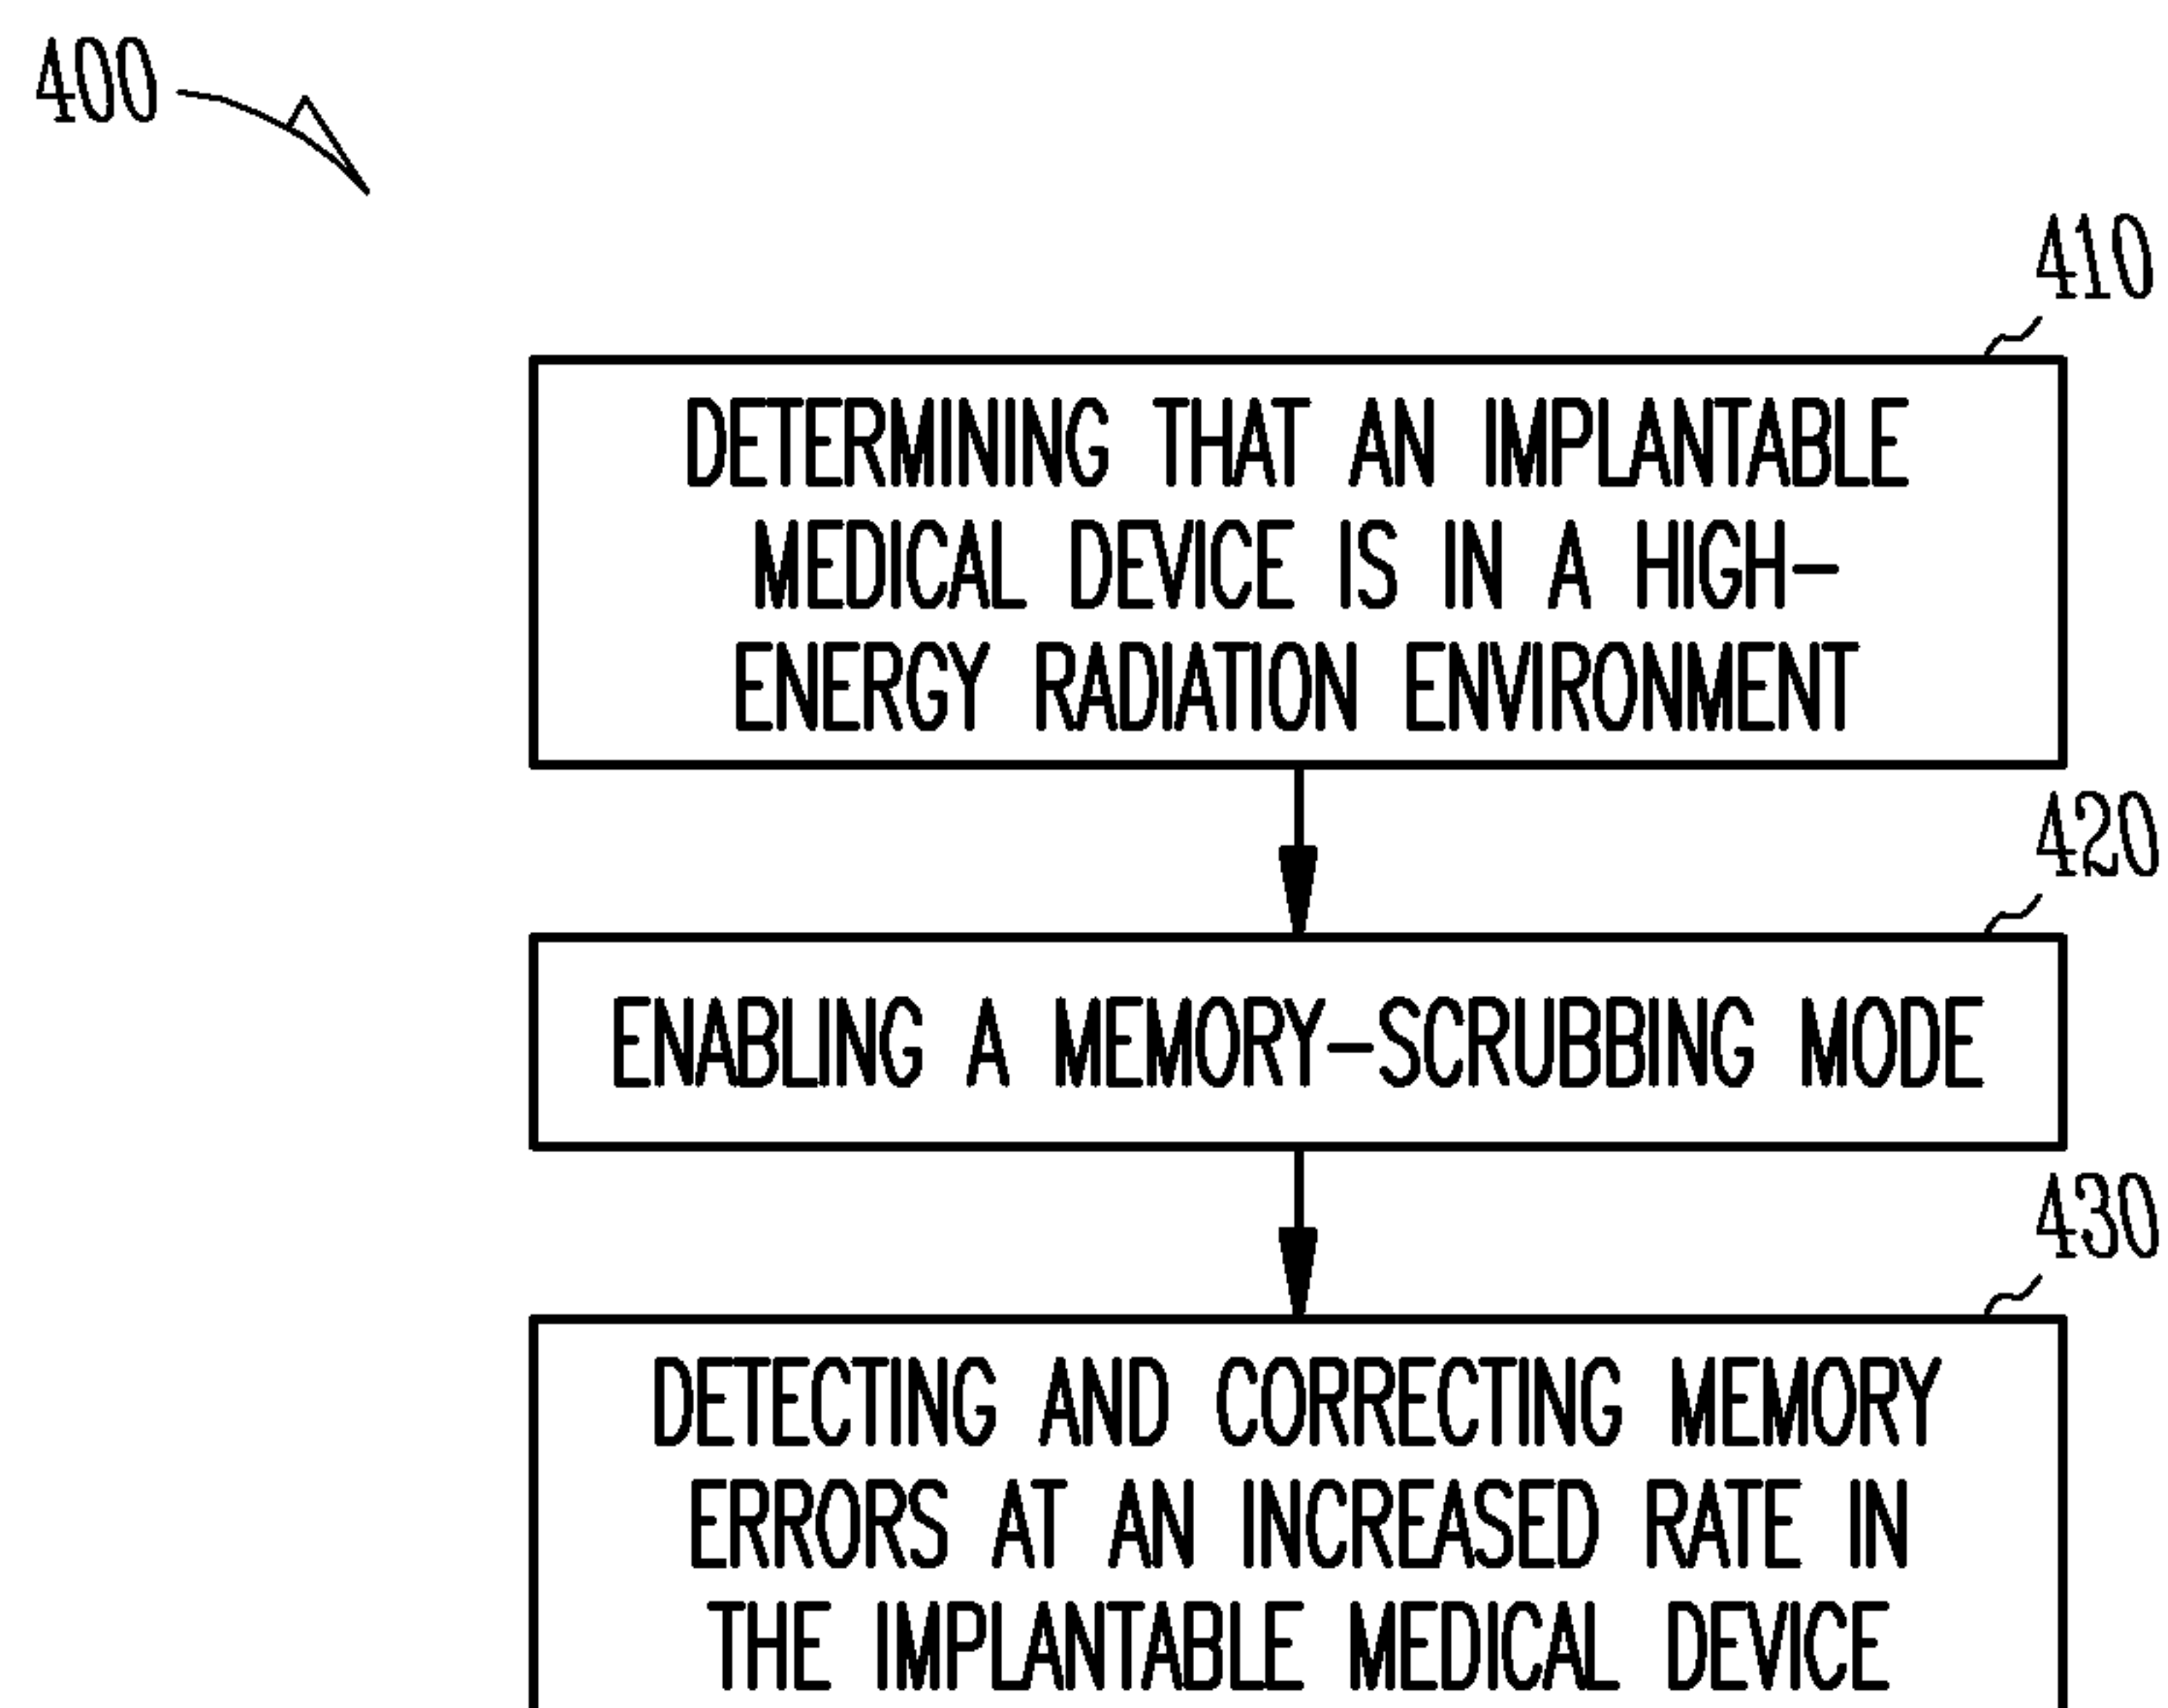 400
410
DETERMINING THAT AN IMPLANTABLE
MEDICAL DEVICE IS IN A HIGH-
ENERGY RADIATION ENVIRONMENT
420
ENABLING A MEMORY-SCRUBBING MODE
430
DETECTING AND CORRECTING MEMORY
ERRORS AT AN INCREASED RATE IN
THE IMPLANTABLE MEDICAL DEVICE